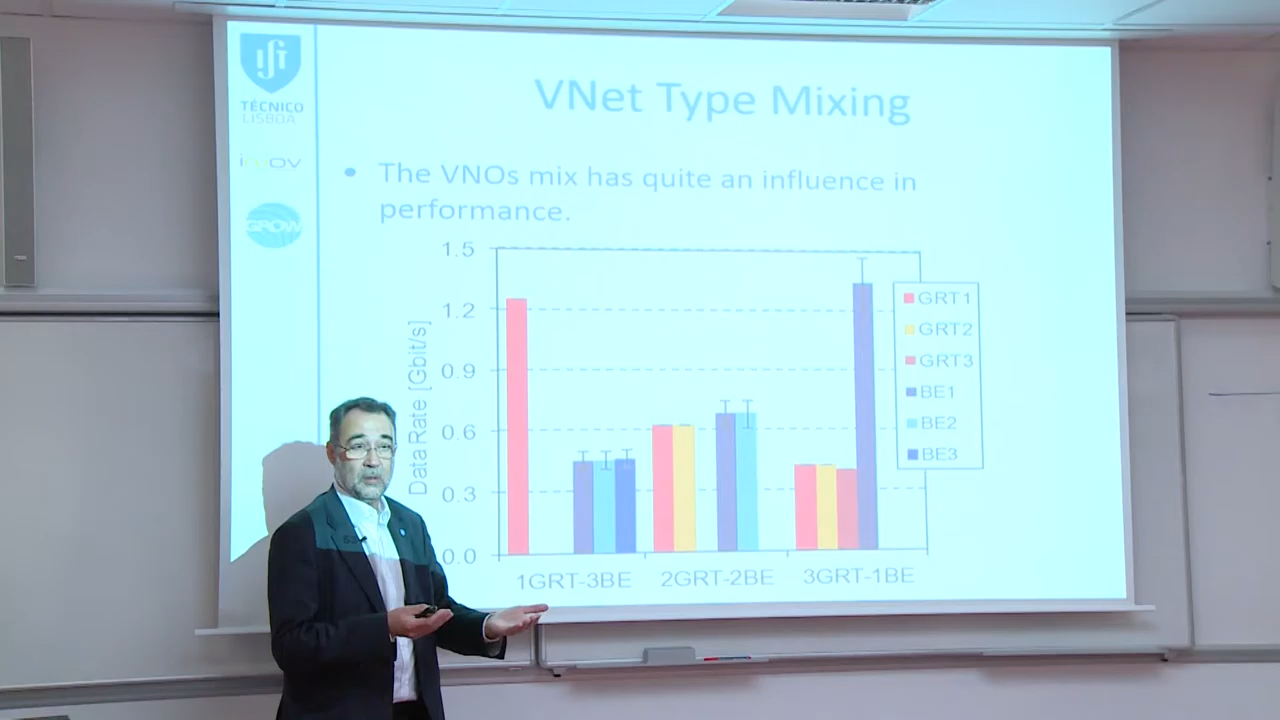 TÉCNICO
LISBOA
GROW
VNet Type Mixing
• The VNOs mix has quite an influence in
performance.
1.5
1.2
0.9
0.6
0.3
0.0
Data Rate [Gbit/s]
1GRT-3BE
2GRT-2BE
3GRT-1BE
GRT1
GRT2
GRT3
BE1
BE2
BE3